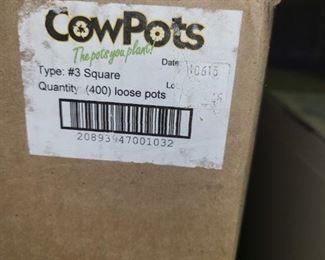 CowPots
The pots you plant!
Date: 10615
Type: #3 Square
Quantity: (400) loose pots
20893947001032